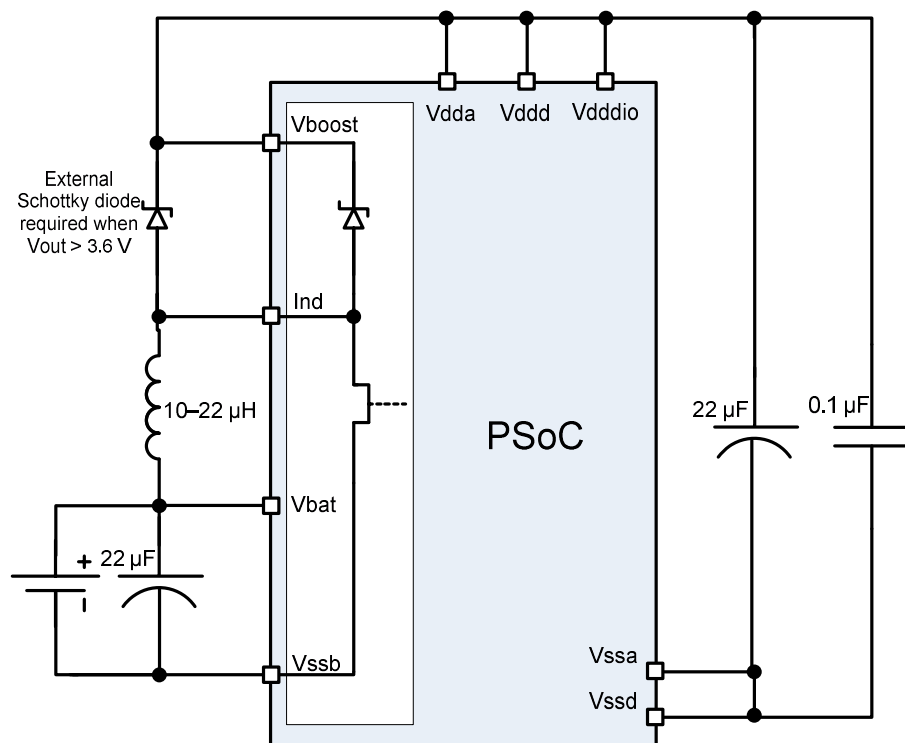 Vdda Vddd Vdddio
Vboost
External
Schottky diode
required when
Vout > 3.6 V
Ind
10–22 µH
22 µF 0.1 µF
PSoC
Vbat
+ 22 µF
Vssb
Vssa
Vssd